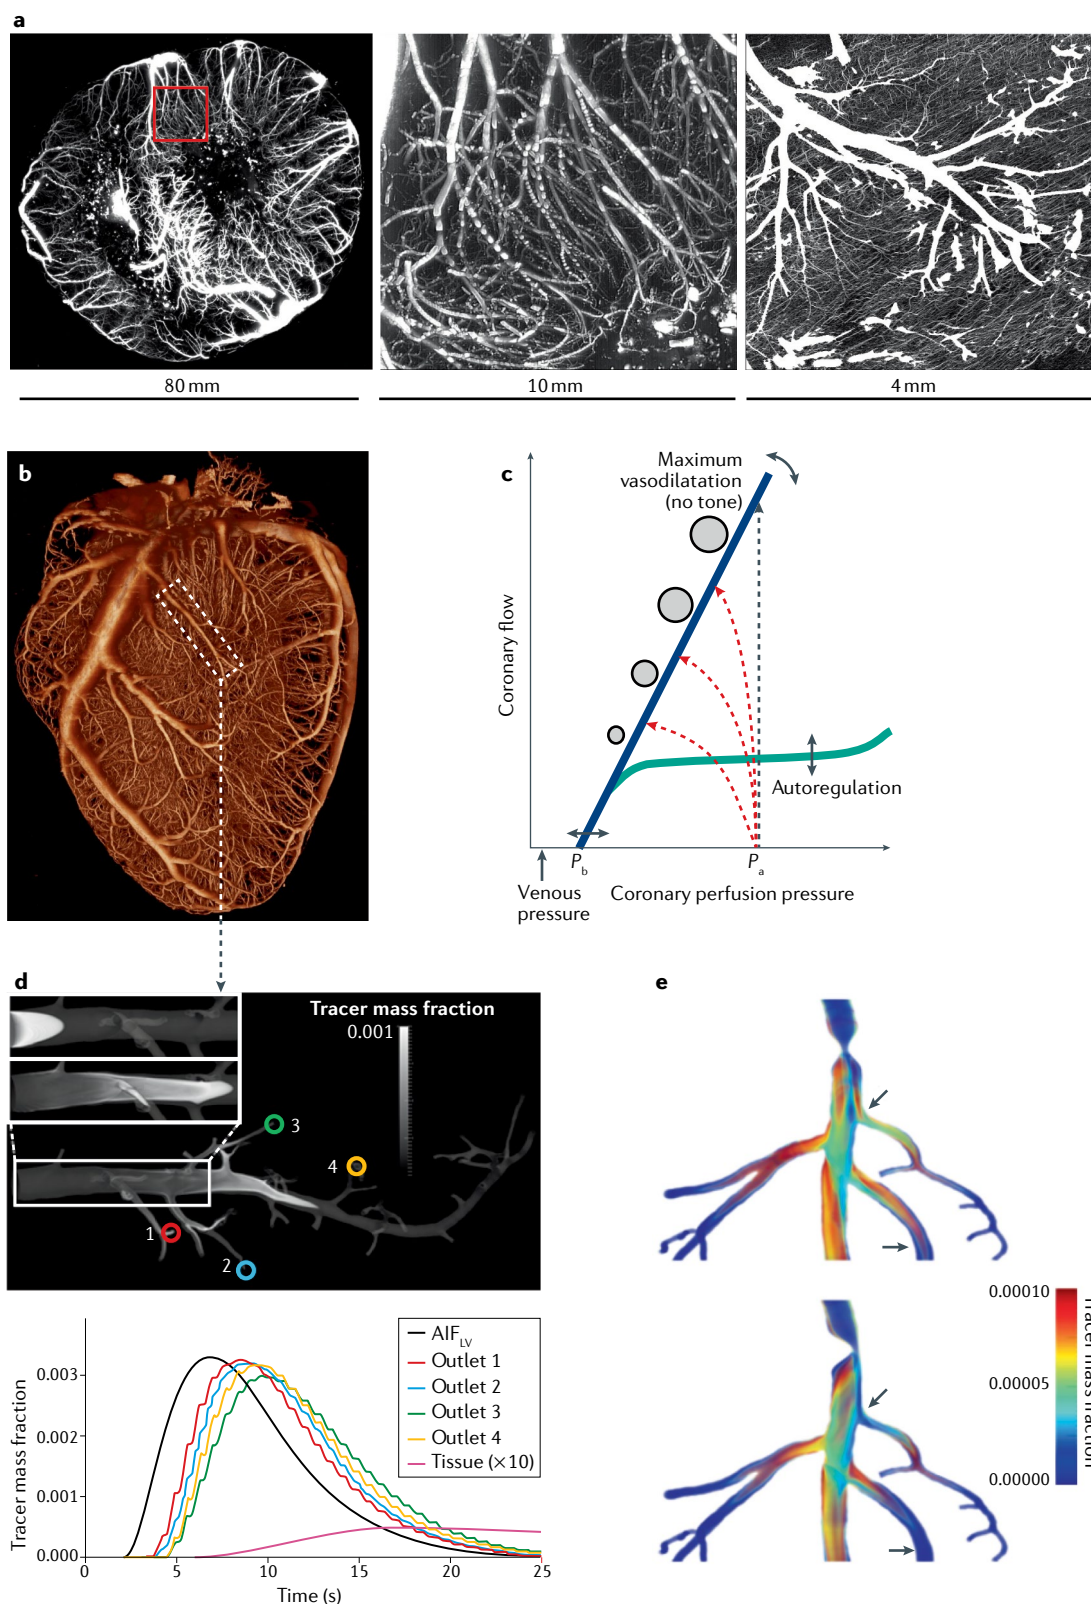 a
80 mm
10 mm
4 mm
b
c
Maximum
vasodilatation
(no tone)
Coronary flow
Autoregulation
Pb
Pa
Venous
pressure
Coronary perfusion pressure
d
Tracer mass fraction
0.001
3
4
1
2
AIFLV
Outlet 1
Outlet 2
Outlet 3
Outlet 4
Tissue (×10)
Tracer mass fraction
0.003
0.002
0.001
0.000
0
5
10
15
20
25
Time (s)
e
0.00010
0.00005
0.00000
Tracer mass fraction